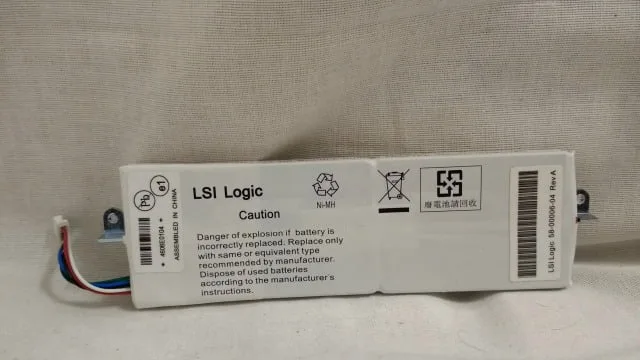 Pb
e1
* 4606E0104 *
ASSEMBLED IN CHINA
LSI Logic
Caution
Danger of explosion if battery is
incorrectly replaced. Replace only
with same or equivalent type
recommended by manufacturer.
Dispose of used batteries
according to the manufacturer's
instructions.
Ni-MH
廢電池請回收
LSI Logic 58-00006-04 Rev A